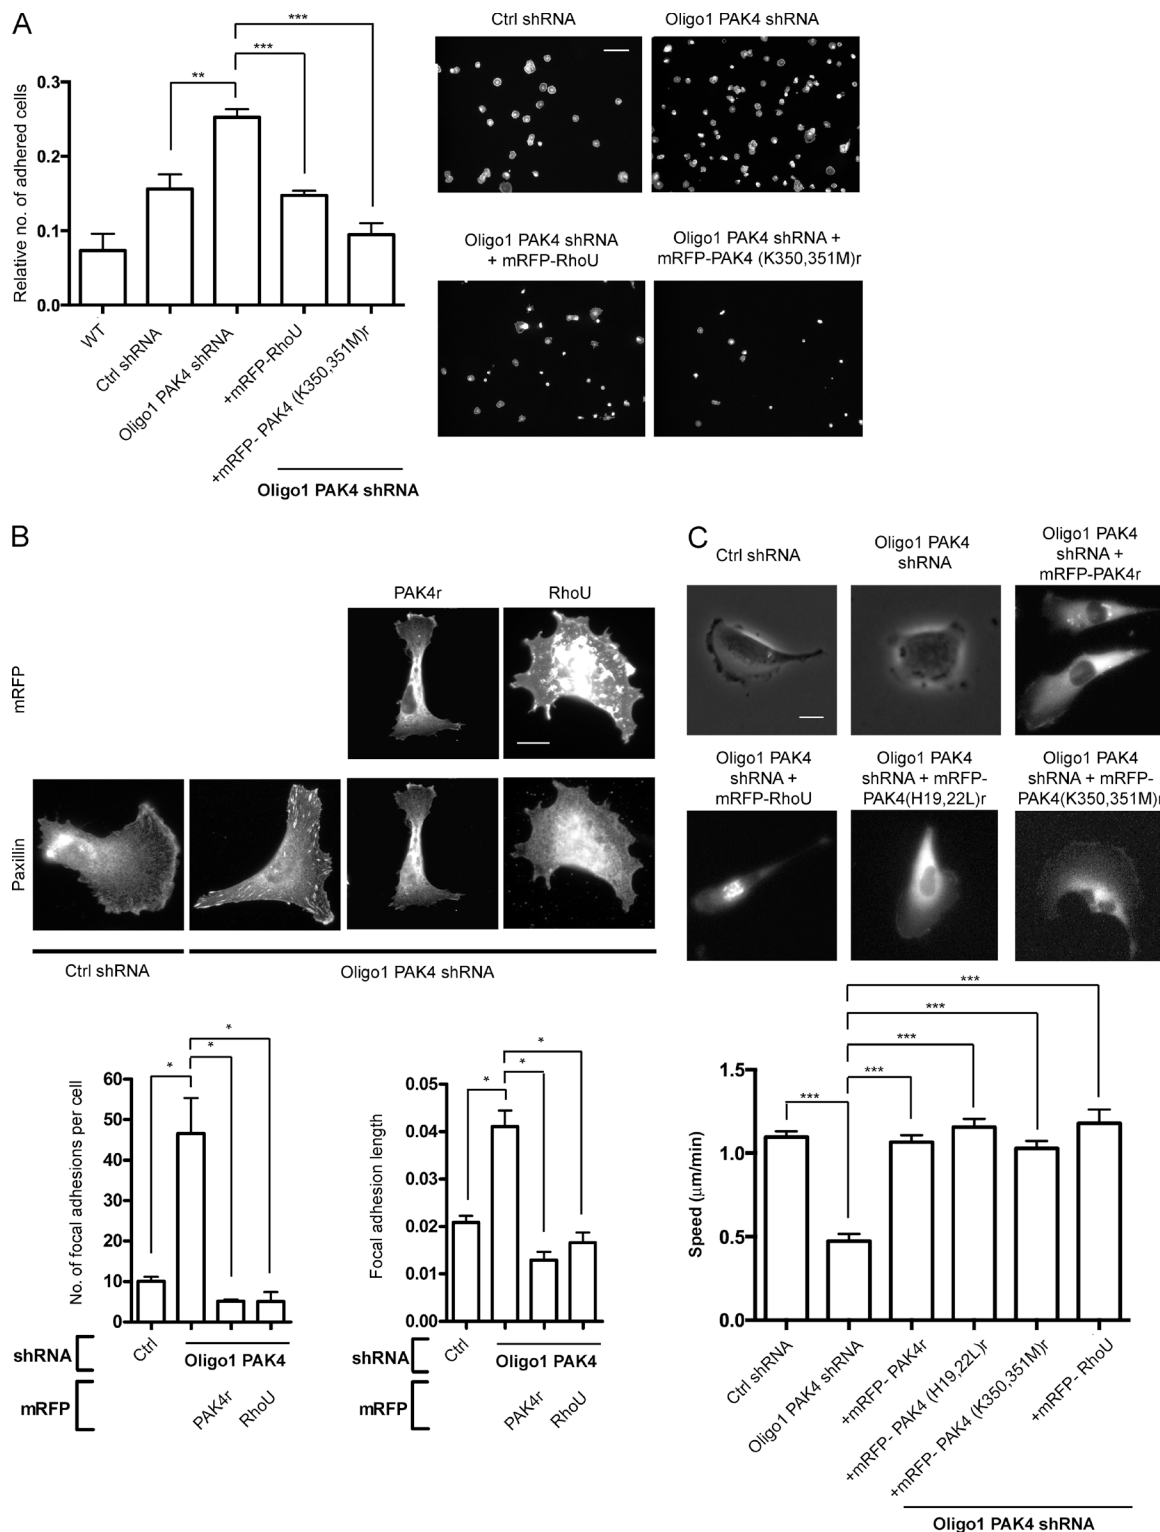 A
Ctrl shRNA
Oligo1 PAK4 shRNA
***
***
**
0.3
0.2
0.1
0.0
Relative no. of adhered cells
WT
Ctrl shRNA
Oligo1 PAK4 shRNA
+mRFP-RhoU
+mRFP- PAK4 (K350,351M)r
Oligo1 PAK4 shRNA
Oligo1 PAK4 shRNA
+ mRFP-RhoU
Oligo1 PAK4 shRNA +
mRFP-PAK4 (K350,351M)r
B
PAK4r
RhoU
mRFP
Paxillin
Ctrl shRNA
Oligo1 PAK4 shRNA
No. of focal adhesions per cell
60
50
40
30
20
10
0
*
*
*
Ctrl
Oligo1 PAK4
shRNA
mRFP
PAK4r
RhoU
Focal adhesion length
0.05
0.04
0.03
0.02
0.01
0.00
*
*
*
Ctrl
Oligo1 PAK4
shRNA
mRFP
PAK4r
RhoU
C
Ctrl shRNA
Oligo1 PAK4
shRNA
Oligo1 PAK4
shRNA +
mRFP-PAK4r
Oligo1 PAK4
shRNA +
mRFP-RhoU
Oligo1 PAK4
shRNA + mRFP-
PAK4(H19,22L)r
Oligo1 PAK4
shRNA + mRFP-
PAK4(K350,351M)r
***
***
***
***
***
Speed (µm/min)
1.5
1.0
0.5
0.0
Ctrl shRNA
Oligo1 PAK4 shRNA
+mRFP- PAK4r
+mRFP- PAK4 (H19,22L)r
+mRFP- PAK4 (K350,351M)r
+mRFP- RhoU
Oligo1 PAK4 shRNA